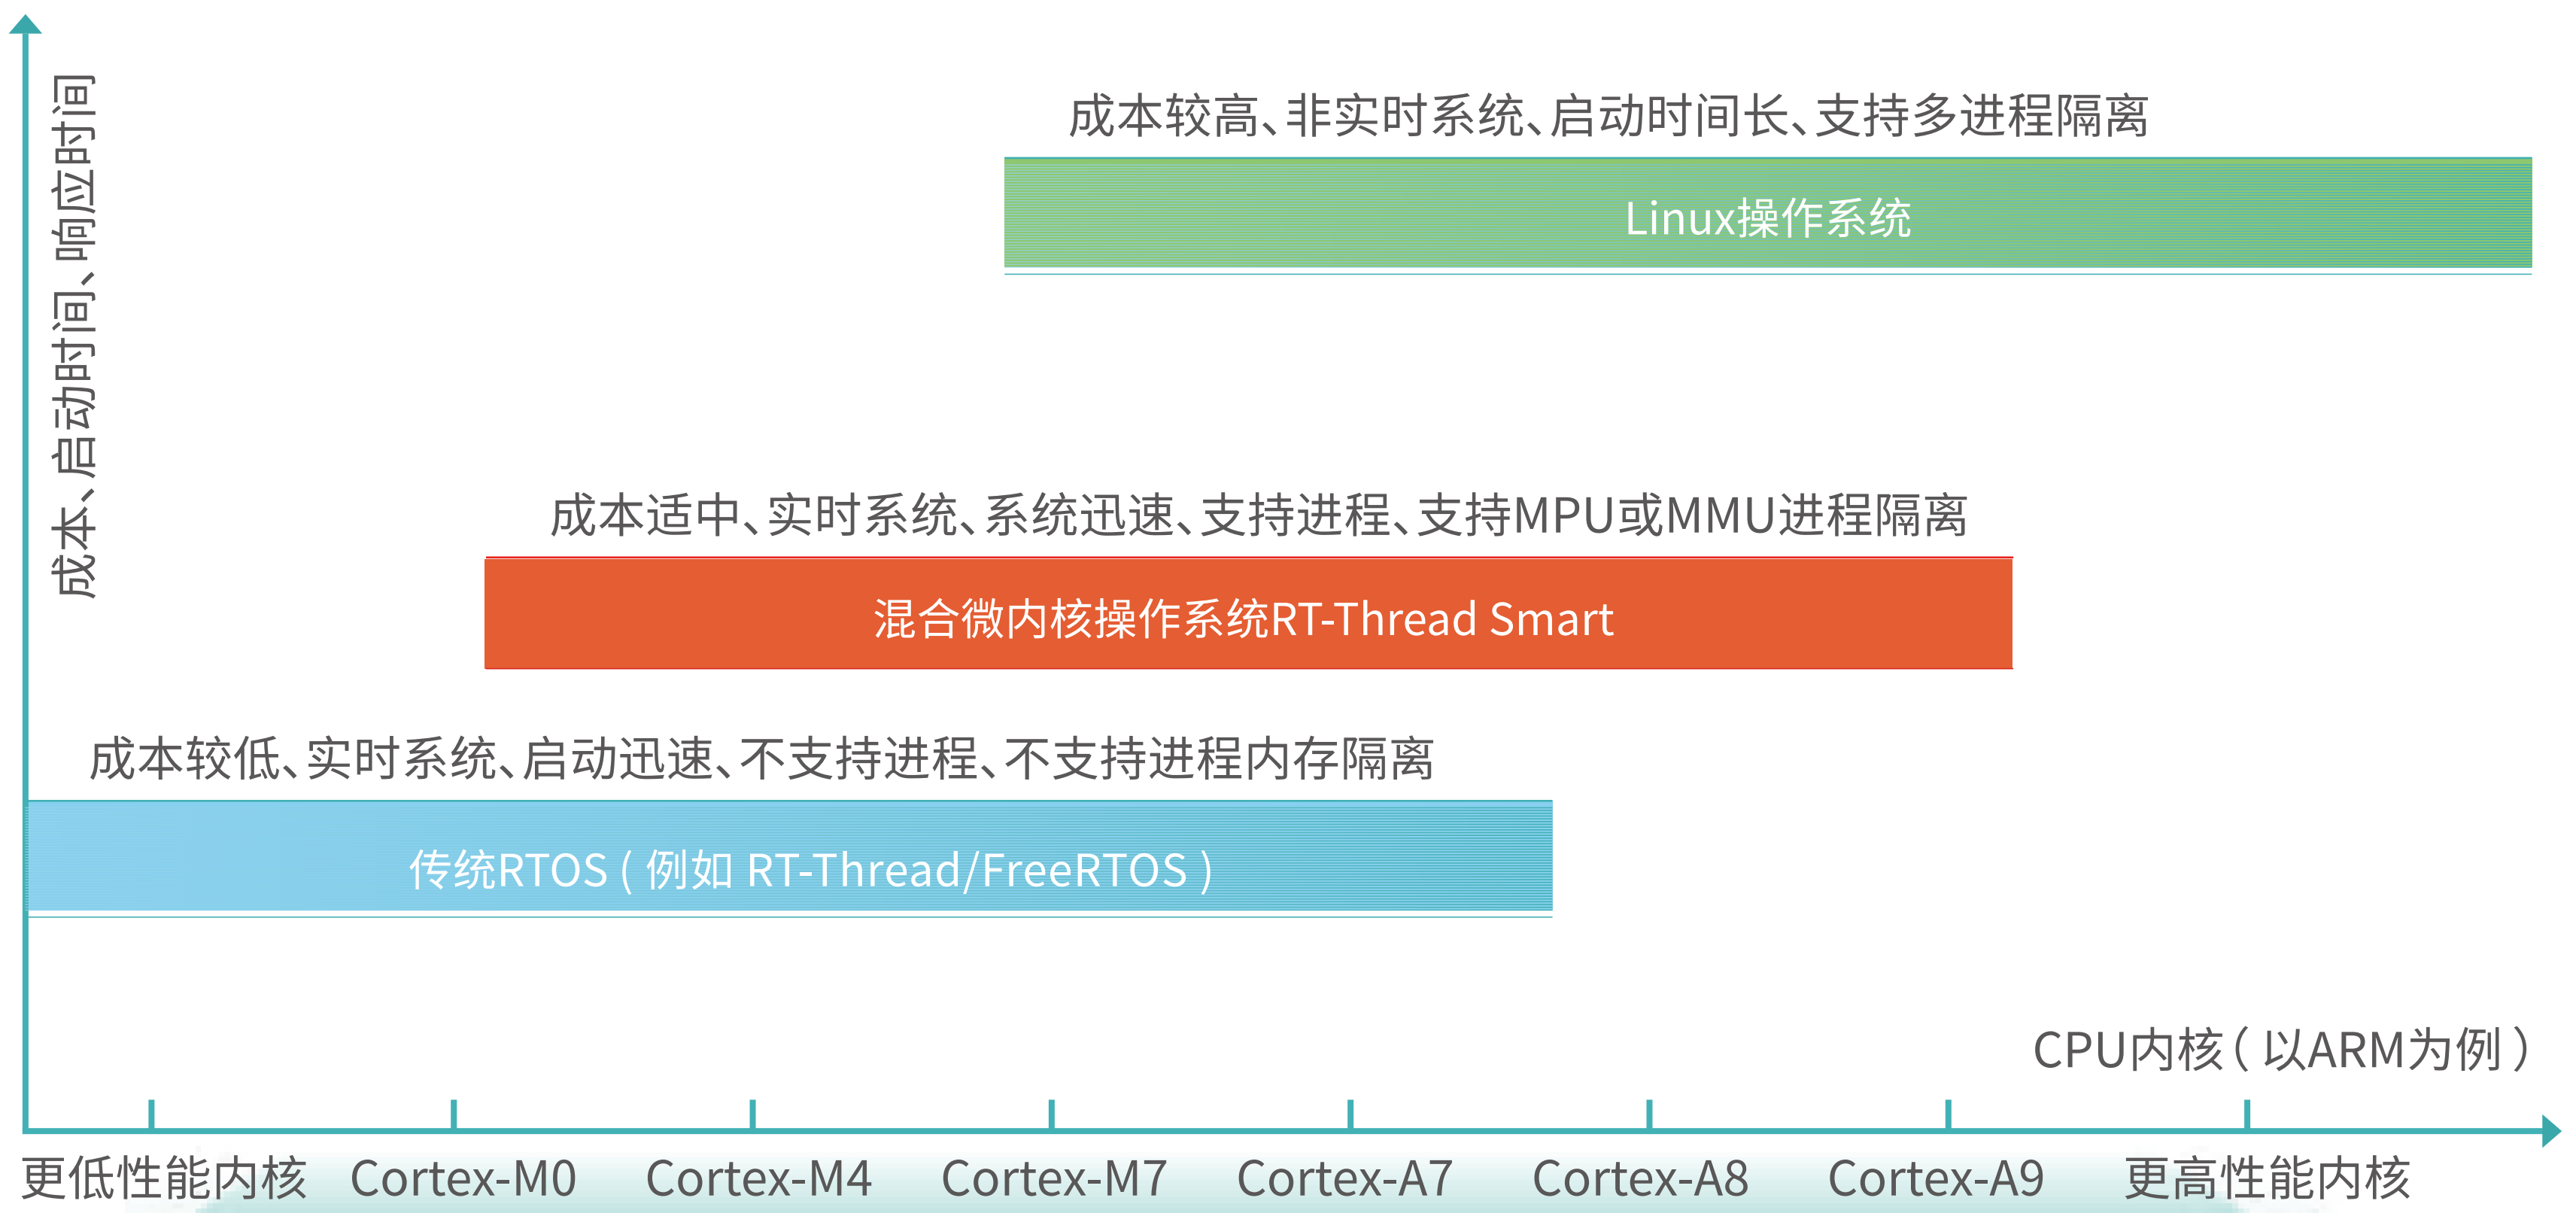 成本、启动时间、响应时间
成本较高、非实时系统、启动时间长、支持多进程隔离
Linux操作系统
成本适中、实时系统、系统迅速、支持进程、支持MPU或MMU进程隔离
混合微内核操作系统RT-Thread Smart
成本较低、实时系统、启动迅速、不支持进程、不支持进程内存隔离
传统RTOS ( 例如 RT-Thread/FreeRTOS )
CPU内核 ( 以ARM为例 )
更低性能内核 Cortex-M0 Cortex-M4 Cortex-M7 Cortex-A7 Cortex-A8 Cortex-A9 更高性能内核